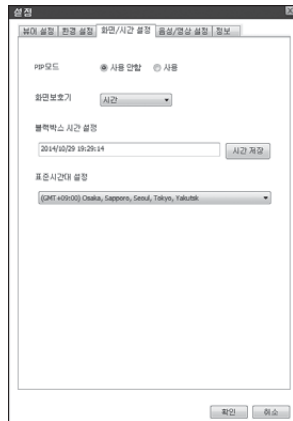 설정
뷰어 설정 환경 설정 화면/시간 설정 음성/영상 설정 정보
PIP모드 사용 안함 사용
화면보호기 시간
블랙박스 시간 설정
2014/10/29 19:29:14 시간 저장
표준시간대 설정
(GMT +09:00) Osaka, Sapporo, Seoul, Tokyo, Yakutsk
확인 취소